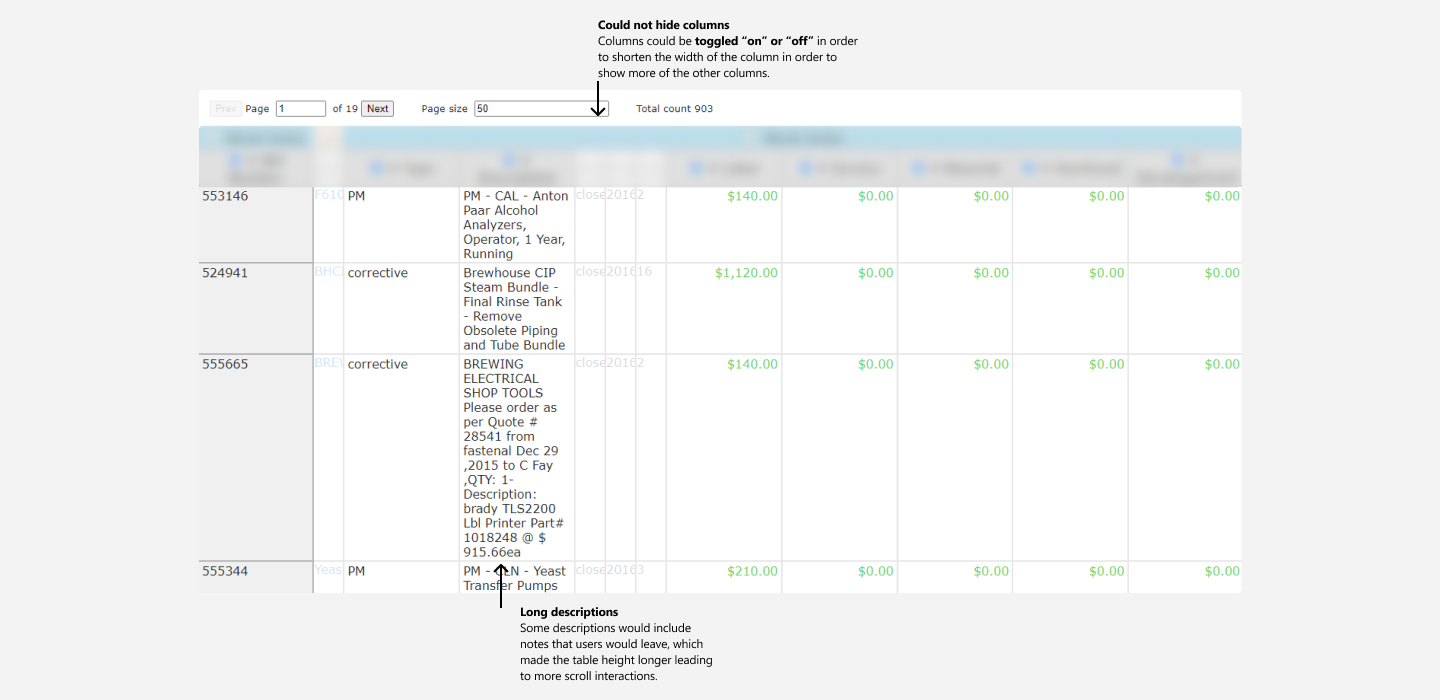 Could not hide columns
Columns could be toggled “on” or “off” in order
to shorten the width of the column in order to
show more of the other columns.
Prev Page 1 of 19 Next Page size 50 Total count 903
553146 F610 PM PM - CAL - Anton close 2016 2 $140.00 $0.00 $0.00 $0.00 $0.00
Paar Alcohol
Analyzers,
Operator, 1 Year,
Running
524941 BHC corrective Brewhouse CIP close 2016 16 $1,120.00 $0.00 $0.00 $0.00 $0.00
Steam Bundle -
Final Rinse Tank
- Remove
Obsolete Piping
and Tube Bundle
555665 BREV corrective BREWING close 2016 2 $140.00 $0.00 $0.00 $0.00 $0.00
ELECTRICAL
SHOP TOOLS
Please order as
per Quote #
28541 from
fastenal Dec 29
,2015 to C Fay
,QTY: 1-
Description:
brady TLS2200
Lbl Printer Part#
1018248 @ $
915.66ea
555344 Yeas PM PM - CLN - Yeast close 2016 3 $210.00 $0.00 $0.00 $0.00 $0.00
Transfer Pumps
Long descriptions
Some descriptions would include
notes that users would leave, which
made the table height longer leading
to more scroll interactions.